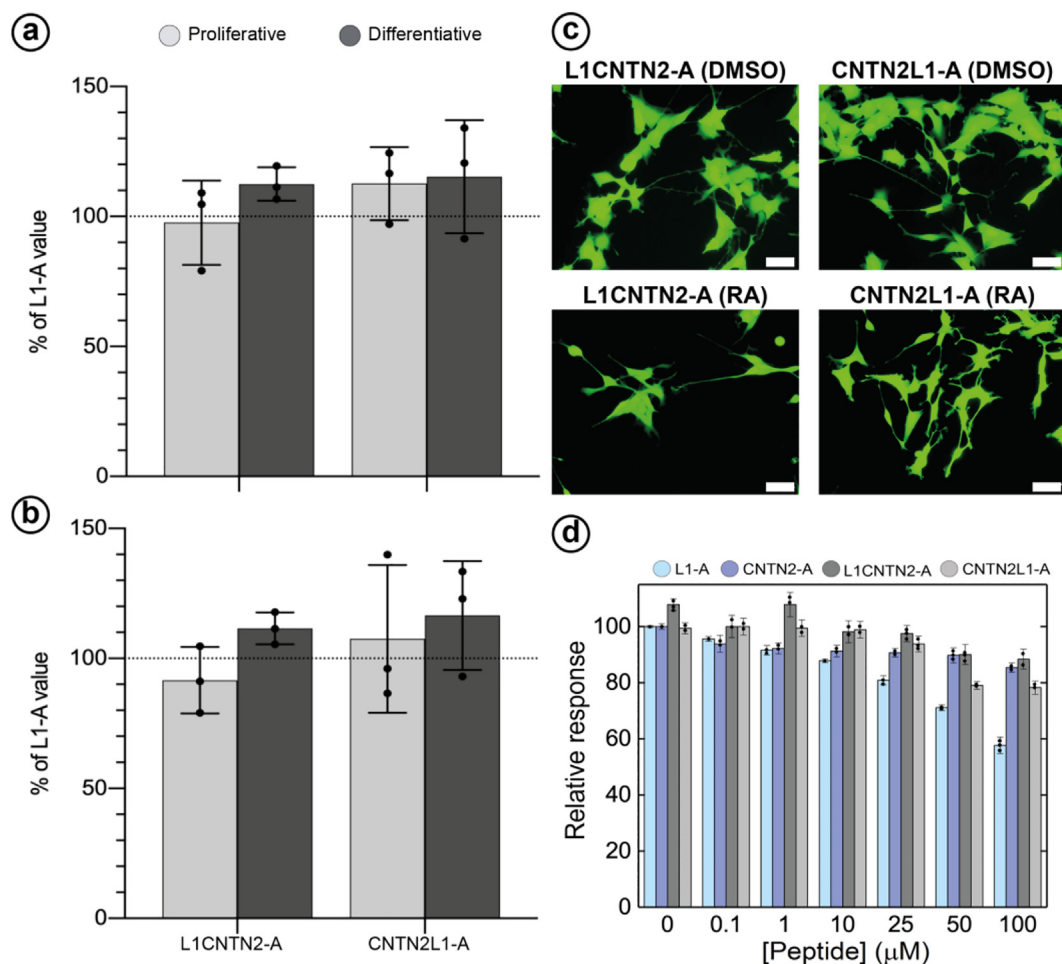 a
Proliferative
Differentiative
150
100
50
0
% of L1-A value
b
150
100
50
0
% of L1-A value
L1CNTN2-A
CNTN2L1-A
c
L1CNTN2-A (DMSO)
CNTN2L1-A (DMSO)
L1CNTN2-A (RA)
CNTN2L1-A (RA)
d
L1-A
CNTN2-A
L1CNTN2-A
CNTN2L1-A
100
80
60
40
20
0
Relative response
0 0.1 1 10 25 50 100
[Peptide] (μM)